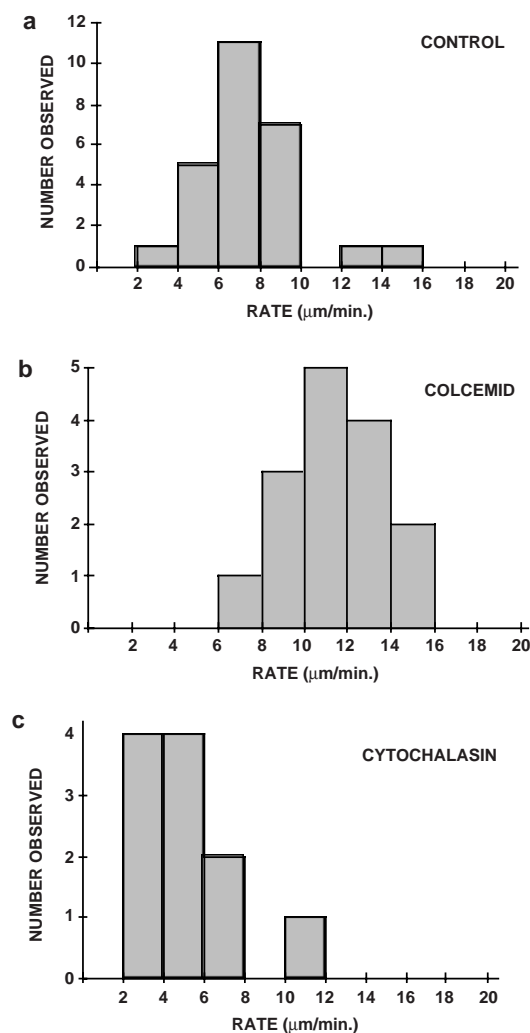 a
CONTROL
NUMBER OBSERVED
12
10
8
6
4
2
0
2 4 6 8 10 12 14 16 18 20
RATE (μm/min.)
b
COLCEMID
NUMBER OBSERVED
5
4
3
2
1
0
2 4 6 8 10 12 14 16 18 20
RATE (μm/min.)
c
CYTOCHALASIN
NUMBER OBSERVED
4
3
2
1
0
2 4 6 8 10 12 14 16 18 20
RATE (μm/min.)